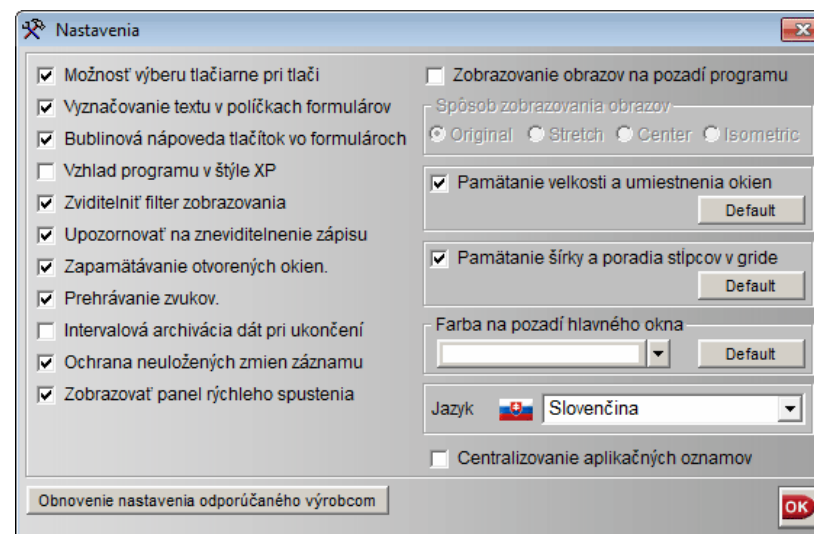 Nastavenia
Možnosť výberu tlačiarne pri tlači
Vyznačovanie textu v políčkach formulárov
Bublinová nápoveda tlačítok vo formulároch
Vzhlad programu v štýle XP
Zviditelniť filter zobrazovania
Upozornovať na zneviditelnenie zápisu
Zapamätávanie otvorených okien.
Prehrávanie zvukov.
Intervalová archivácia dát pri ukončení
Ochrana neuložených zmien záznamu
Zobrazovať panel rýchleho spustenia
Zobrazovanie obrazov na pozadí programu
Spôsob zobrazovania obrazov
Original Stretch Center Isometric
Pamätanie velkosti a umiestnenia okien
Default
Pamätanie šírky a poradia stĺpcov v gride
Default
Farba na pozadí hlavného okna
Default
Jazyk Slovenčina
Centralizovanie aplikačných oznamov
Obnovenie nastavenia odporúčaného výrobcom
OK